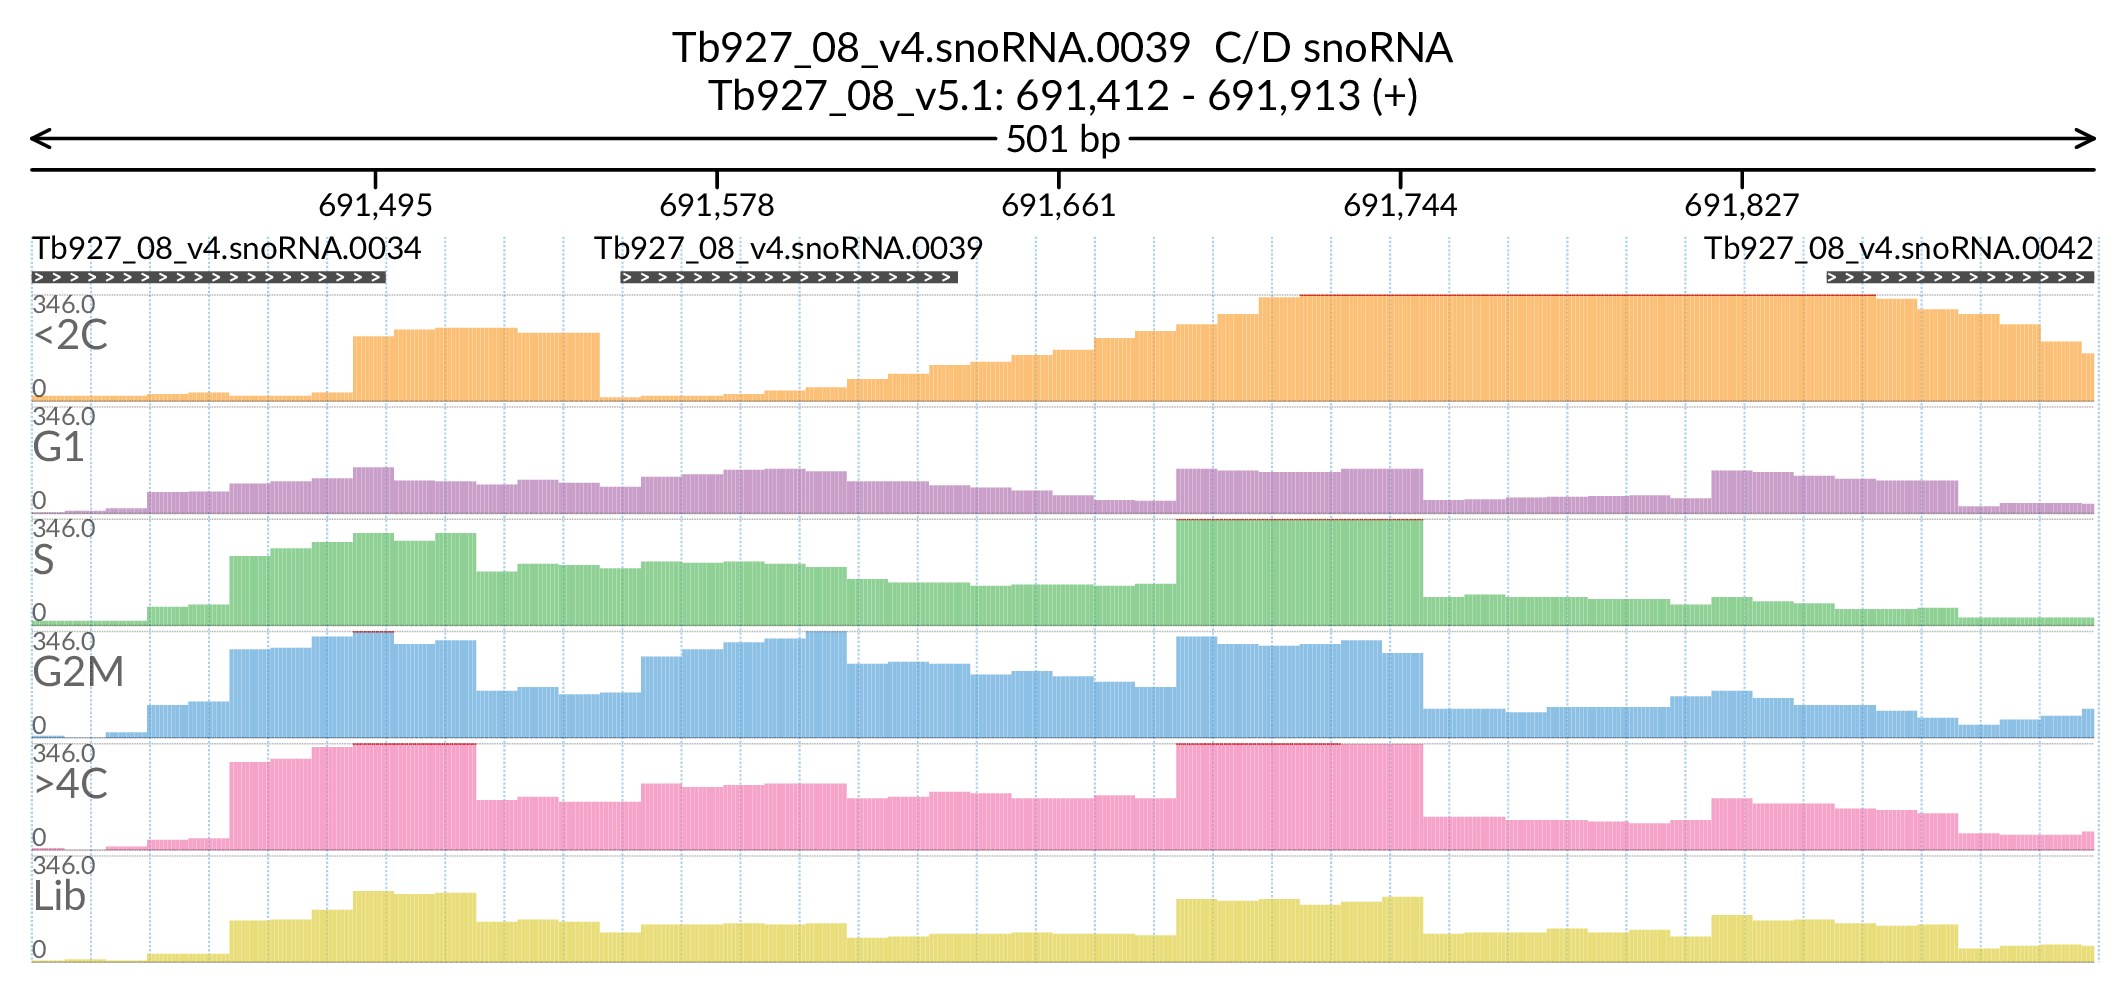 Tb927_08_v4.snoRNA.0039 C/D snoRNA
Tb927_08_v5.1: 691,412 - 691,913 (+)
501 bp
691,495 691,578 691,661 691,744 691,827
Tb927_08_v4.snoRNA.0034 Tb927_08_v4.snoRNA.0039 Tb927_08_v4.snoRNA.0042
346.0
<2C
0
346.0
G1
0
346.0
S
0
346.0
G2M
0
346.0
>4C
0
346.0
Lib
0